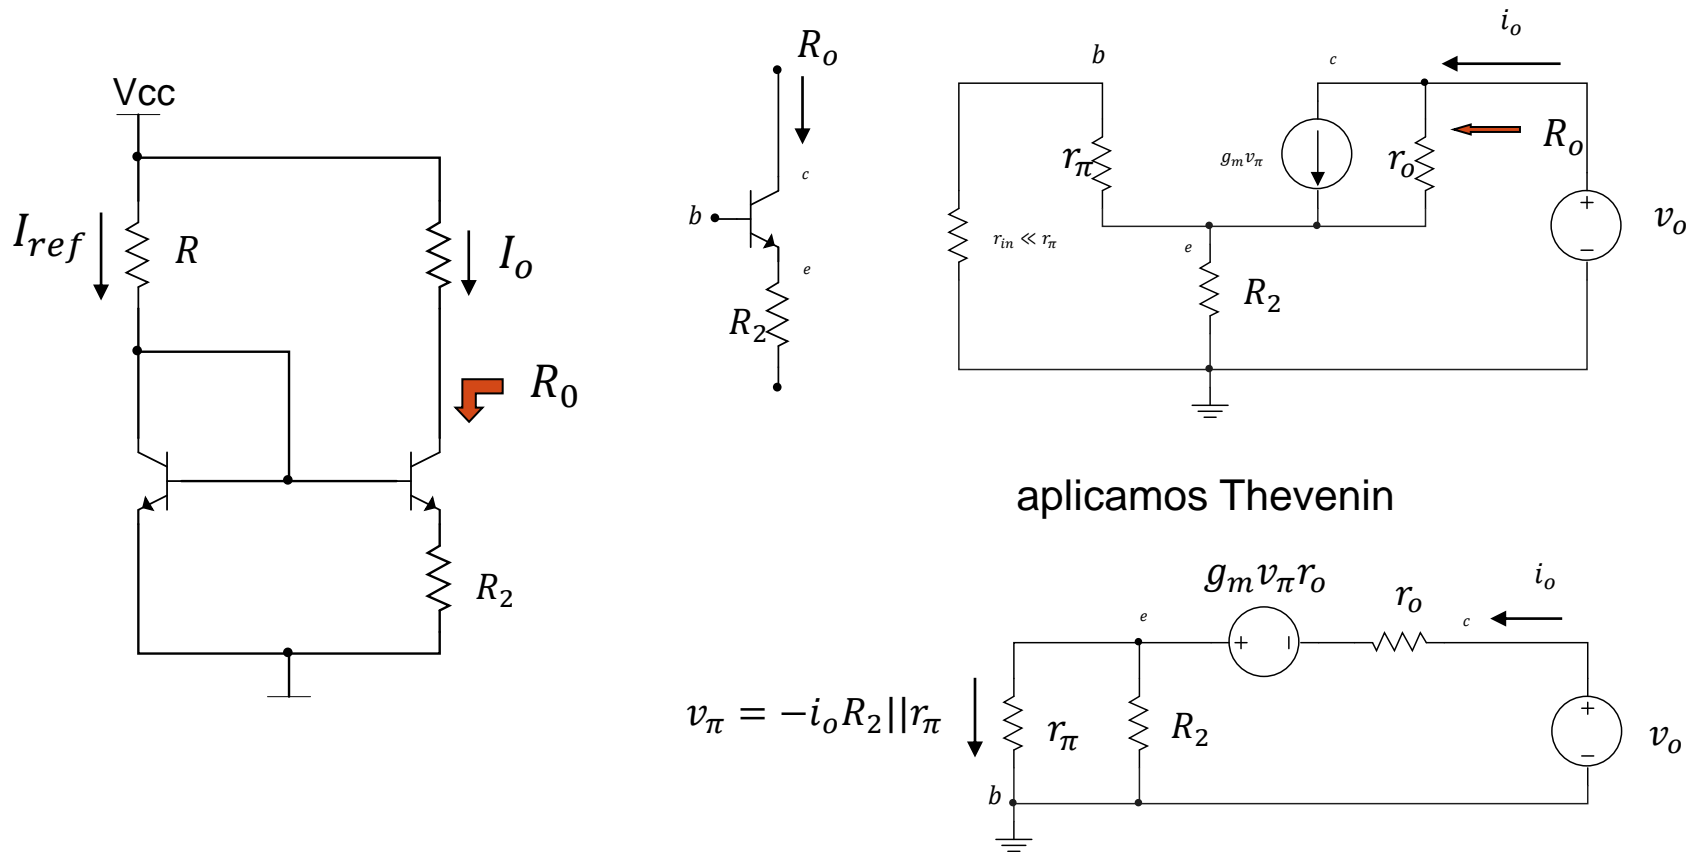 Vcc
I_ref
R
I_o
R_0
R_2
R_o
c
b
e
R_2
i_o
b
c
r_π
g_m v_π
r_o
R_o
+
−
v_o
r_in ≪ r_π
e
R_2
aplicamos Thevenin
g_m v_π r_o
r_o
i_o
e
c
+
−
v_π = −i_o R_2||r_π
r_π
R_2
+
−
v_o
b